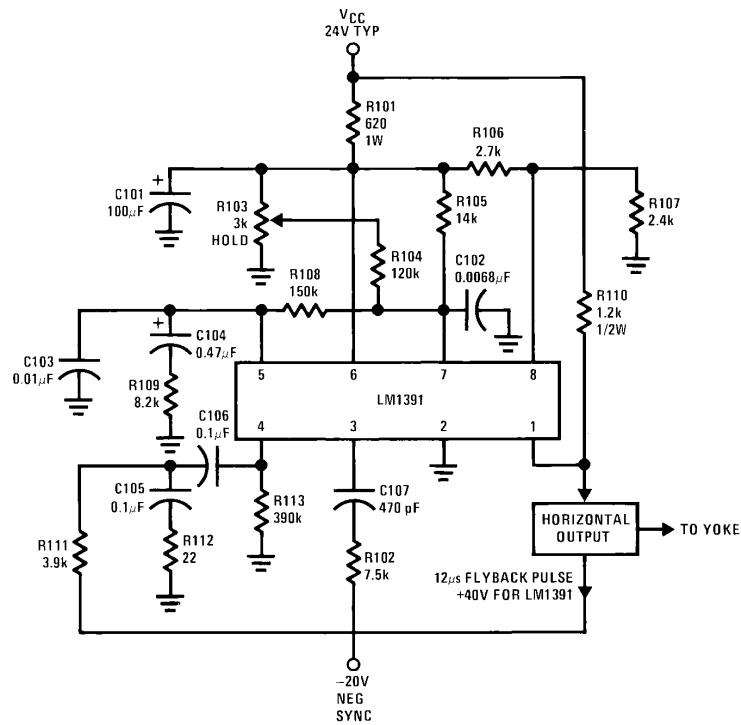 VCC
24V TYP
R101
620
1W
R106
2.7k
C101
100µF
+
R103
3k
HOLD
R105
14k
R107
2.4k
R104
120k
C102
0.0068µF
R108
150k
R110
1.2k
1/2W
C103
0.01µF
+
C104
0.47µF
R109
8.2k
5 6 7 8
LM1391
4 3 2 1
C106
0.1µF
C105
0.1µF
R113
390k
C107
470 pF
R111
3.9k
R112
22
R102
7.5k
HORIZONTAL
OUTPUT
TO YOKE
12µs FLYBACK PULSE
+40V FOR LM1391
−20V
NEG
SYNC